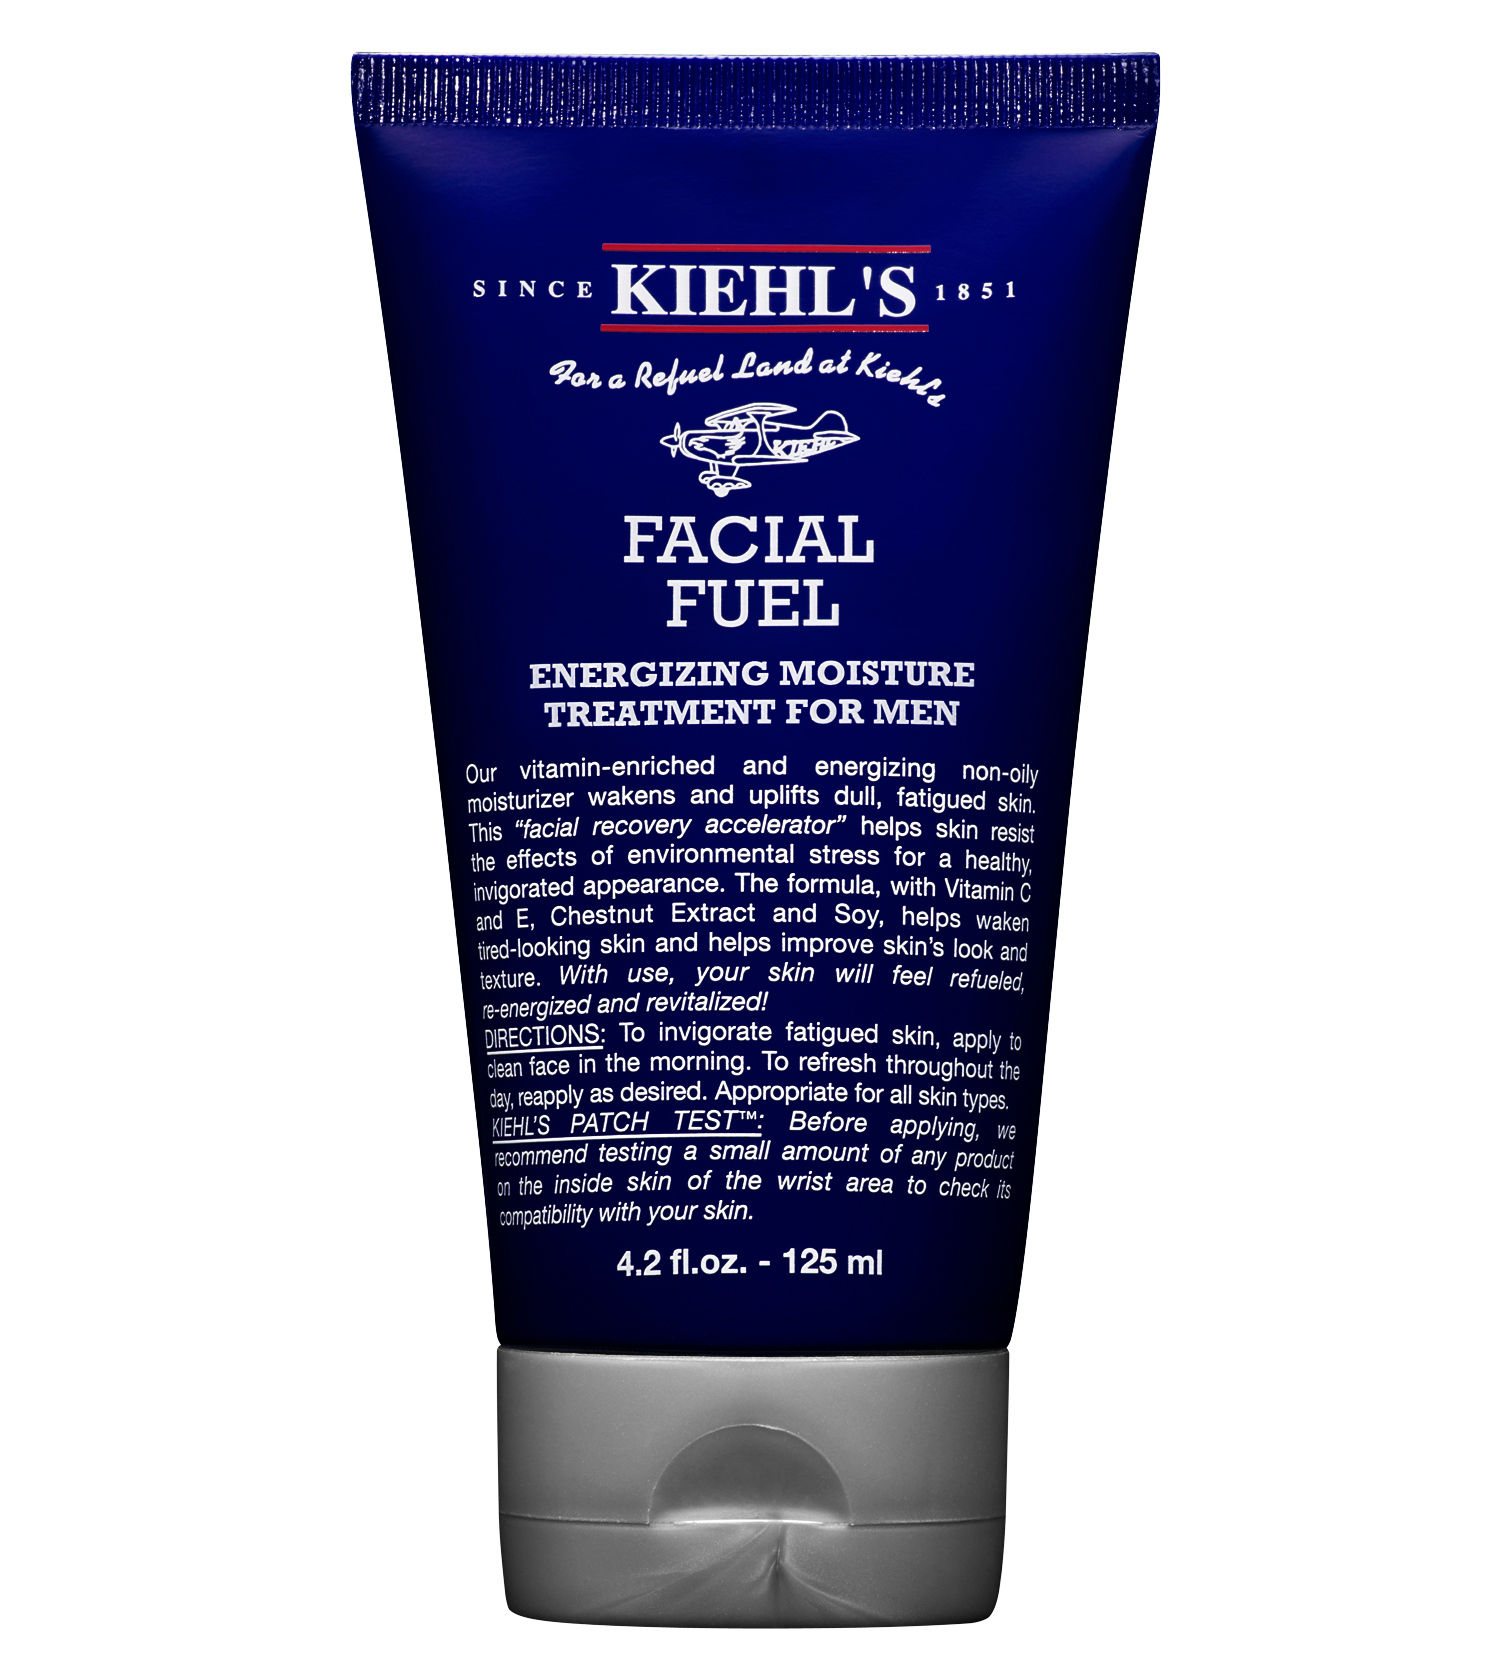 SINCE KIEHL'S 1851
For a Refuel Land at Kiehl's
KIEHL'S
FACIAL
FUEL
ENERGIZING MOISTURE
TREATMENT FOR MEN
Our vitamin-enriched and energizing non-oily
moisturizer wakens and uplifts dull, fatigued skin.
This “facial recovery accelerator” helps skin resist
the effects of environmental stress for a healthy,
invigorated appearance. The formula, with Vitamin C
and E, Chestnut Extract and Soy, helps waken
tired-looking skin and helps improve skin’s look and
texture. With use, your skin will feel refueled,
re-energized and revitalized!
DIRECTIONS: To invigorate fatigued skin, apply to
clean face in the morning. To refresh throughout the
day, reapply as desired. Appropriate for all skin types.
KIEHL’S PATCH TEST™: Before applying, we
recommend testing a small amount of any product
on the inside skin of the wrist area to check its
compatibility with your skin.
4.2 fl.oz. - 125 ml